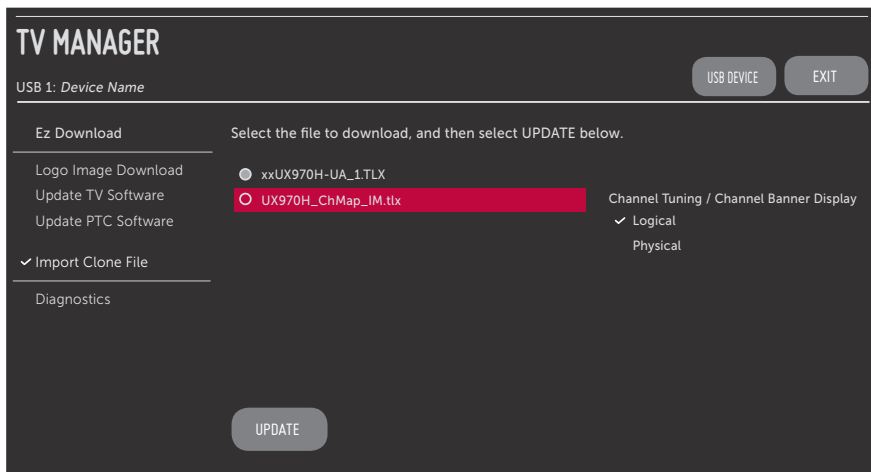 TV MANAGER
USB 1: Device Name
USB DEVICE
EXIT
Ez Download
Logo Image Download
Update TV Software
Update PTC Software
Import Clone File
Diagnostics
Select the file to download, and then select UPDATE below.
xxUX970H-UA_1.TLX
UX970H_ChMap_IM.tlx
Channel Tuning / Channel Banner Display
Logical
Physical
UPDATE